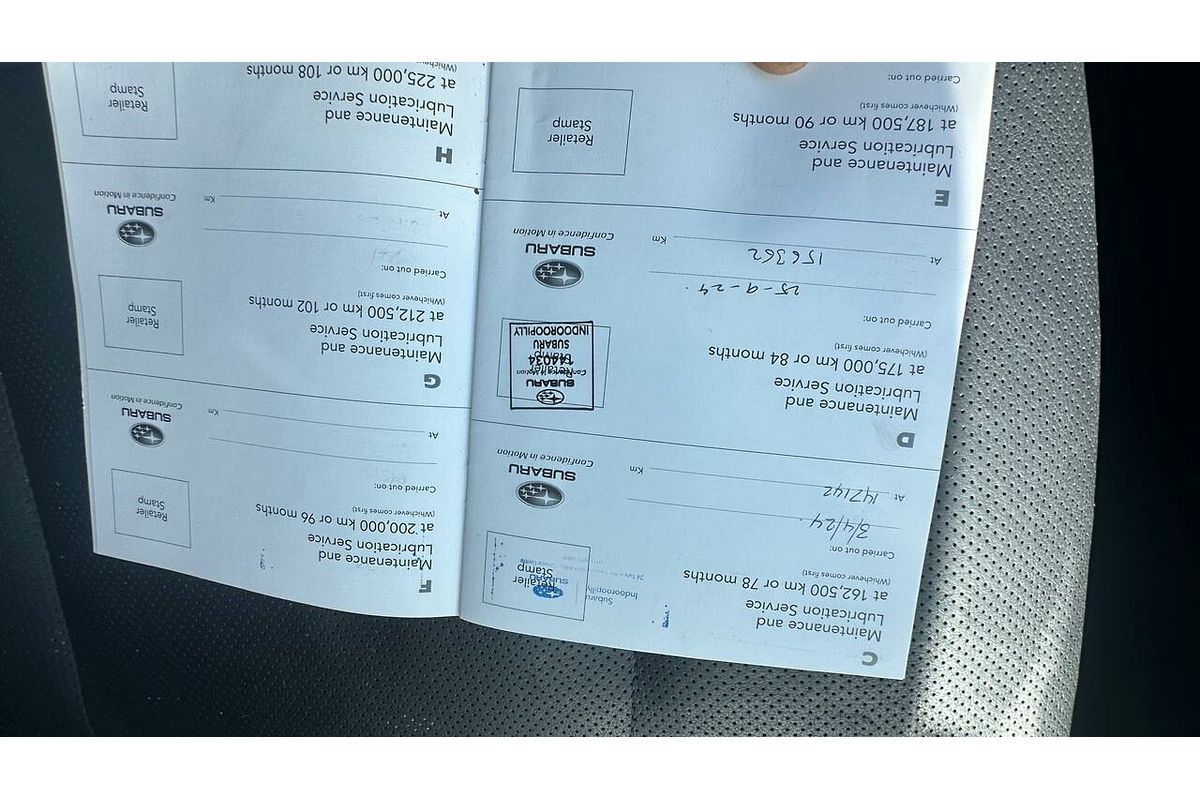 C
Maintenance and
Lubrication Service
at 162,500 km or 78 months
(Whichever comes first)
Carried out on:
3/4/24
At 147142 Km
Retailer
Stamp
Subaru
Indooroopilly
SUBARU
Confidence in Motion
D
Maintenance and
Lubrication Service
at 175,000 km or 84 months
(Whichever comes first)
Carried out on:
25-9-24
At 156362 Km
Retailer
Stamp
SUBARU
Confidence in Motion
144034
SUBARU
INDOOROOPILLY
SUBARU
Confidence in Motion
E
Maintenance and
Lubrication Service
at 187,500 km or 90 months
(Whichever comes first)
Carried out on:
Retailer
Stamp
F
Maintenance and
Lubrication Service
at 200,000 km or 96 months
(Whichever comes first)
Carried out on:
At Km
Retailer
Stamp
SUBARU
Confidence in Motion
G
Maintenance and
Lubrication Service
at 212,500 km or 102 months
(Whichever comes first)
Carried out on:
At Km
Retailer
Stamp
SUBARU
Confidence in Motion
H
Maintenance and
Lubrication Service
at 225,000 km or 108 months
Retailer
Stamp